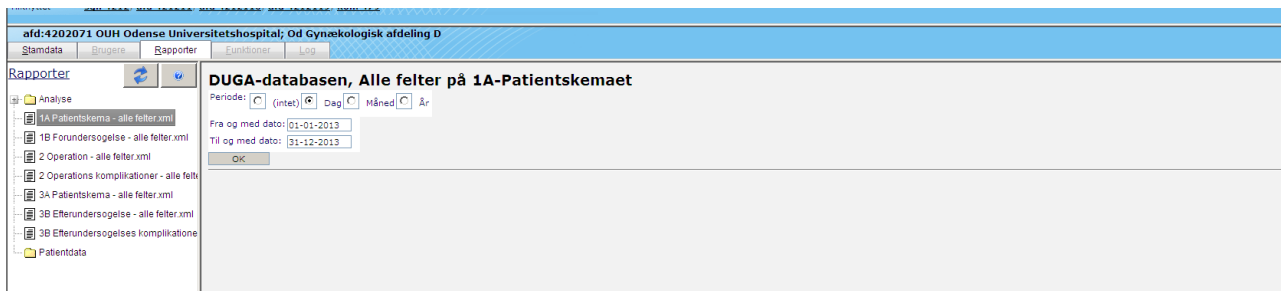 afd:4202071 OUH Odense Universitetshospital; Od Gynækologisk afdeling D
Stamdata Brugere Rapporter Funktioner Log
Rapporter
Analyse
1A Patientskema - alle felter.xml
1B Forundersogelse - alle felter.xml
2 Operation - alle felter.xml
2 Operations komplikationer - alle felte
3A Patientskema - alle felter.xml
3B Efterundersogelse - alle felter.xml
3B Efterundersogelses komplikatione
Patientdata
DUGA-databasen, Alle felter på 1A-Patientskemaet
Periode: (intet) Dag Måned År
Fra og med dato: 01-01-2013
Til og med dato: 31-12-2013
OK